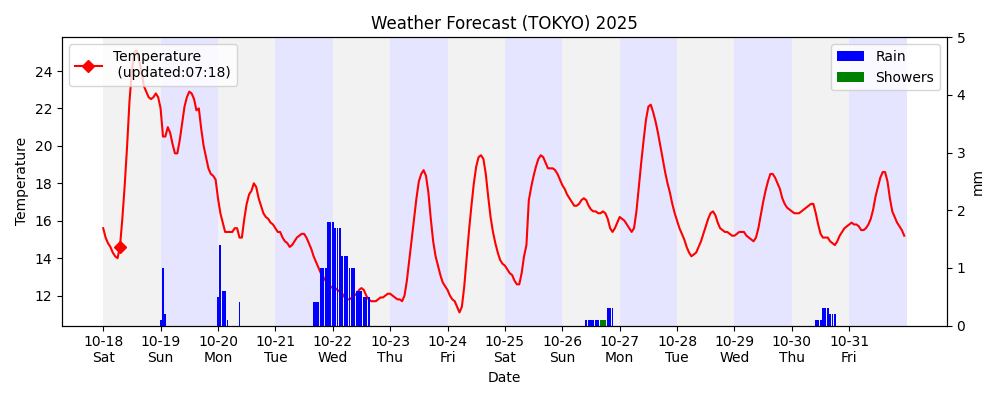 Weather Forecast (TOKYO) 2025
Temperature
(updated:07:18)
Rain
Showers
Temperature
24
22
20
18
16
14
12
5
4
3
2
1
0
mm
10-18 10-19 10-20 10-21 10-22 10-23 10-24 10-25 10-26 10-27 10-28 10-29 10-30 10-31
Sat Sun Mon Tue Wed Thu Fri Sat Sun Mon Tue Wed Thu Fri
Date